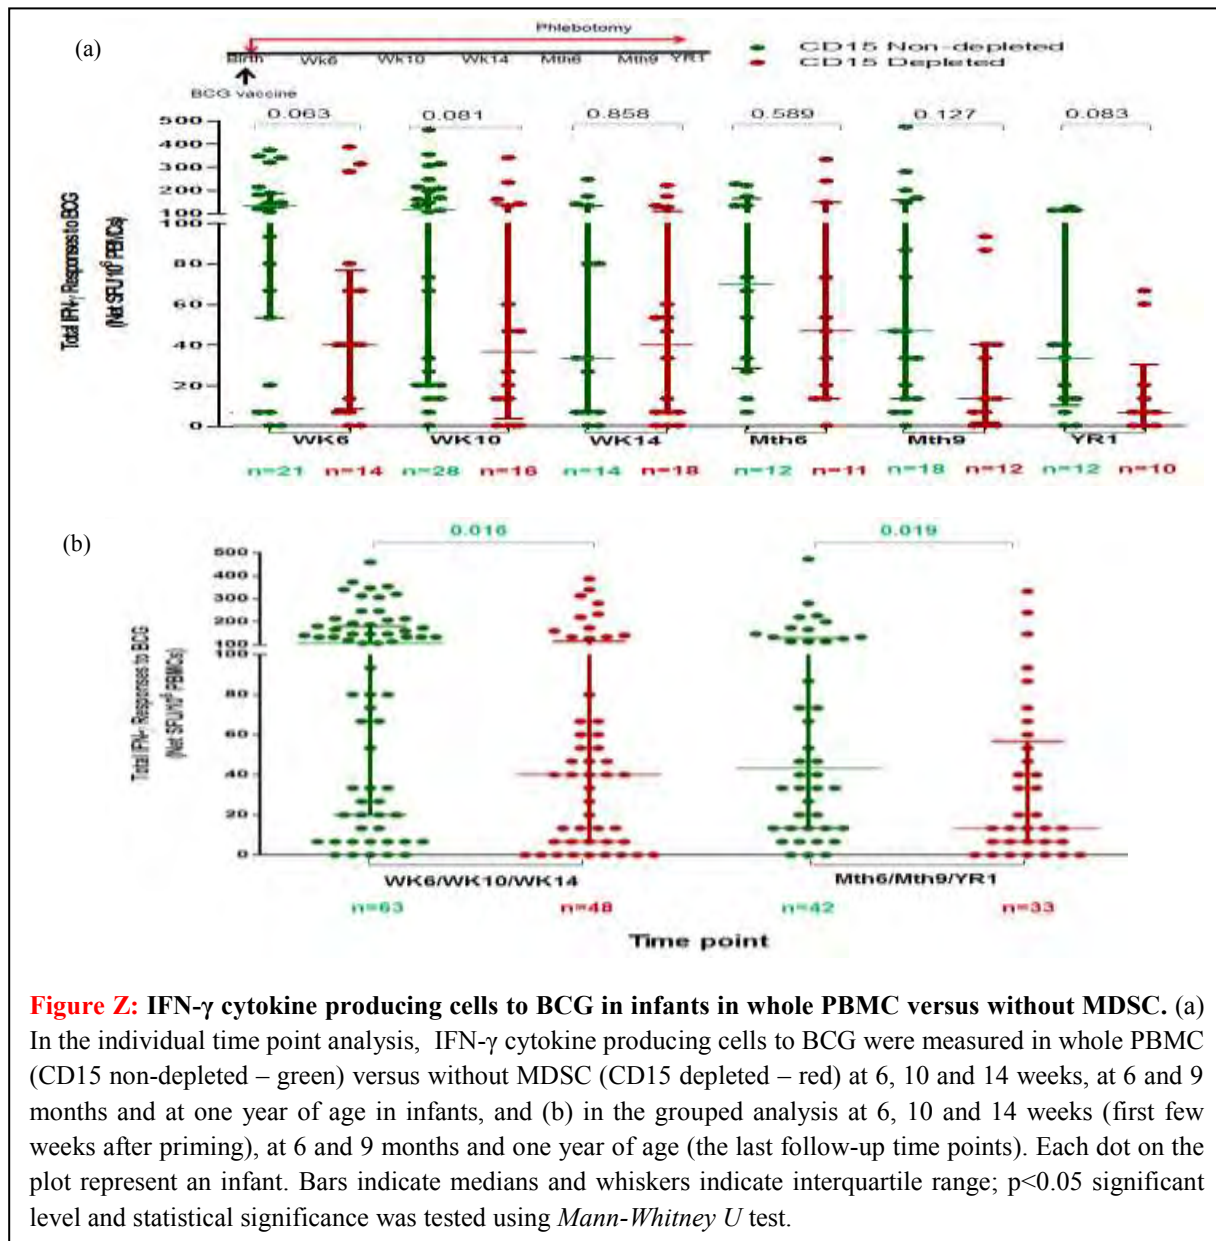 (a)
Phlebotomy
Birth Wk6 Wk10 Wk14 Mth6 Mth9 YR1
BCG vaccine
CD15 Non-depleted
CD15 Depleted
Total IFN-γ Responses to BCG
(Net SFU/10⁶ PBMCs)
0.063 0.081 0.858 0.589 0.127 0.083
500
400
300
200
100
100
80
60
40
20
0
WK6 WK10 WK14 Mth6 Mth9 YR1
n=21 n=14 n=28 n=16 n=14 n=18 n=12 n=11 n=18 n=12 n=12 n=10
(b)
0.016 0.019
Total IFN-γ Responses to BCG
(Net SFU/10⁶ PBMCs)
500
400
300
200
100
100
80
60
40
20
0
WK6/WK10/WK14 Mth6/Mth9/YR1
n=63 n=48 n=42 n=33
Time point
Figure Z: IFN-γ cytokine producing cells to BCG in infants in whole PBMC versus without MDSC. (a)
In the individual time point analysis, IFN-γ cytokine producing cells to BCG were measured in whole PBMC
(CD15 non-depleted – green) versus without MDSC (CD15 depleted – red) at 6, 10 and 14 weeks, at 6 and 9
months and at one year of age in infants, and (b) in the grouped analysis at 6, 10 and 14 weeks (first few
weeks after priming), at 6 and 9 months and one year of age (the last follow-up time points). Each dot on the
plot represent an infant. Bars indicate medians and whiskers indicate interquartile range; p<0.05 significant
level and statistical significance was tested using Mann-Whitney U test.